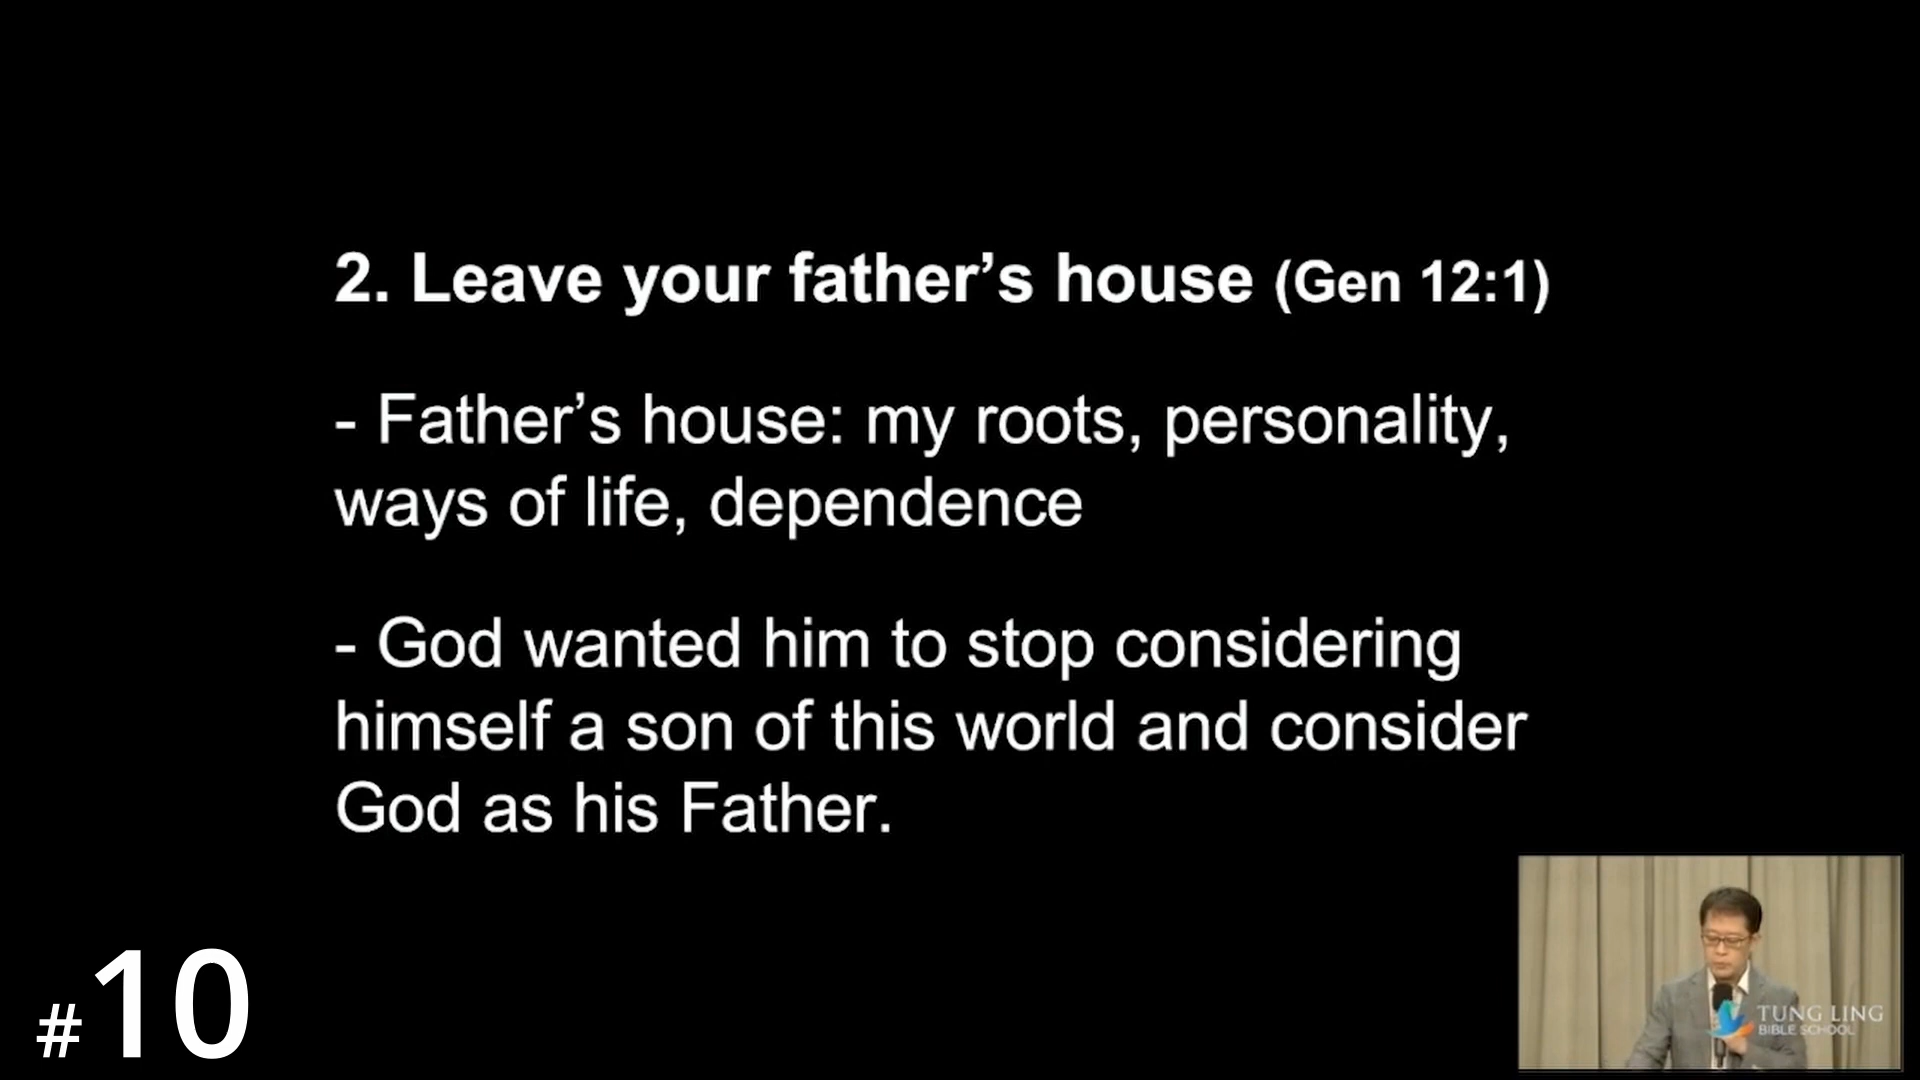 2. Leave your father’s house (Gen 12:1)
- Father’s house: my roots, personality,
ways of life, dependence
- God wanted him to stop considering
himself a son of this world and consider
God as his Father.
#10
TUNG LING
BIBLE SCHOOL